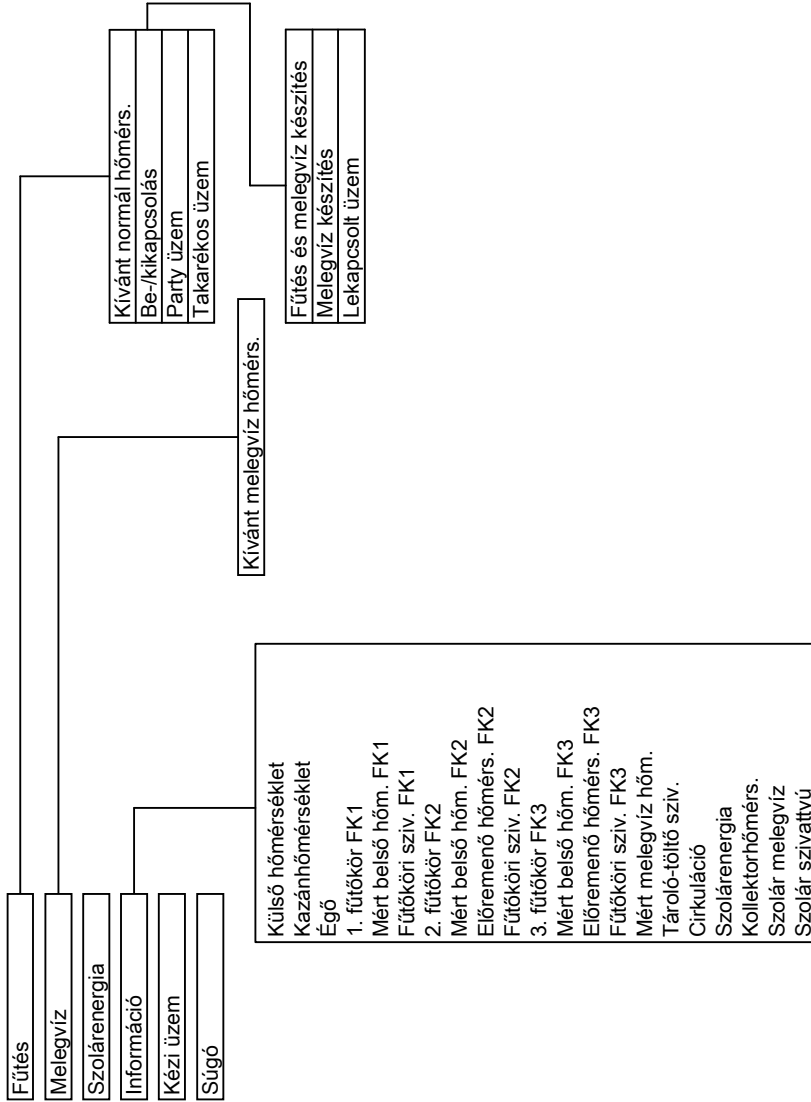 Fűtés
Melegvíz
Szolárenergia
Információ
Kézi üzem
Súgó
Kívánt normál hőmérs.
Be-/kikapcsolás
Party üzem
Takarékos üzem
Fűtés és melegvíz készítés
Melegvíz készítés
Lekapcsolt üzem
Kívánt melegvíz hőmérs.
Külső hőmérséklet
Kazánhőmérséklet
Égő
1. fűtőkör FK1
Mért belső hőm. FK1
Fűtőköri sziv. FK1
2. fűtőkör FK2
Mért belső hőm. FK2
Előremenő hőmérs. FK2
Fűtőköri sziv. FK2
3. fűtőkör FK3
Mért belső hőm. FK3
Előremenő hőmérs. FK3
Fűtőköri sziv. FK3
Mért melegvíz hőm.
Tároló-töltő sziv.
Cirkuláció
Szolárenergia
Kollektorhőmérs.
Szolár melegvíz
Szolár szivattyú